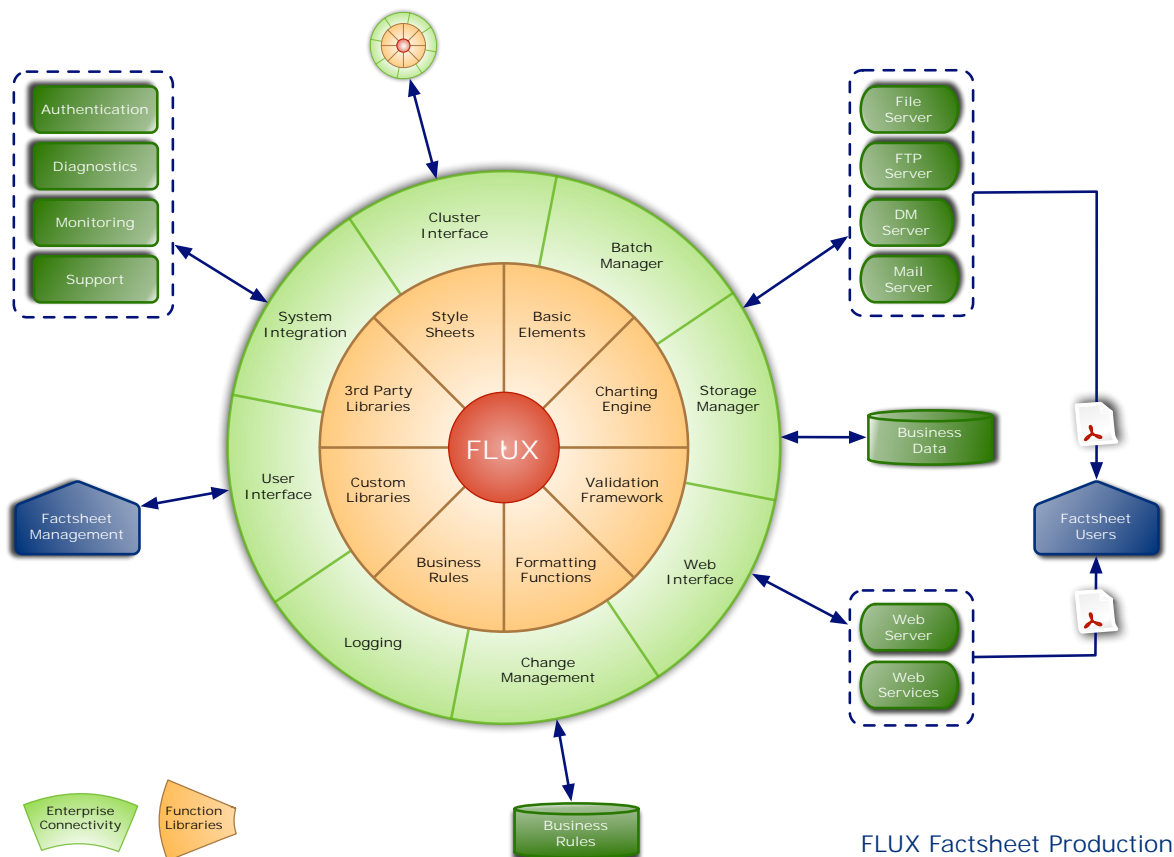 Authentication
Diagnostics
Monitoring
Support
File
Server
FTP
Server
DM
Server
Mail
Server
Cluster
Interface
Batch
Manager
System
Integration
Storage
Manager
User
Interface
Web
Interface
Logging
Change
Management
Style
Sheets
Basic
Elements
3rd Party
Libraries
Charting
Engine
FLUX
Custom
Libraries
Validation
Framework
Business
Rules
Formatting
Functions
Business
Data
Factsheet
Management
Factsheet
Users
Web
Server
Web
Services
Business
Rules
Enterprise
Connectivity
Function
Libraries
FLUX Factsheet Production